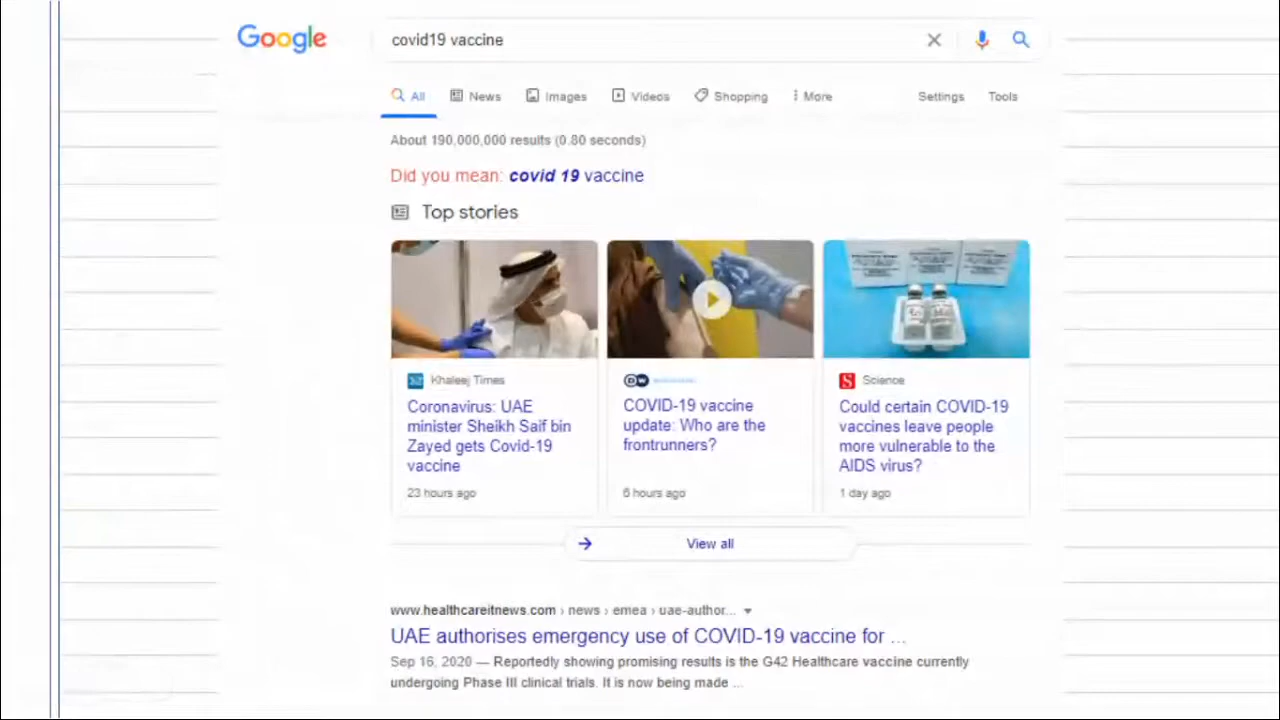 Google
covid19 vaccine
All News Images Videos Shopping More Settings Tools
About 190,000,000 results (0.80 seconds)
Did you mean: covid 19 vaccine
Top stories
Khaleej Times
Coronavirus: UAE
minister Sheikh Saif bin
Zayed gets Covid-19
vaccine
23 hours ago
DW
COVID-19 vaccine
update: Who are the
frontrunners?
6 hours ago
S Science
Could certain COVID-19
vaccines leave people
more vulnerable to the
AIDS virus?
1 day ago
View all
www.healthcareitnews.com › news › emea › uae-author...
UAE authorises emergency use of COVID-19 vaccine for ...
Sep 16, 2020 — Reportedly showing promising results is the G42 Healthcare vaccine currently
undergoing Phase III clinical trials. It is now being made ...